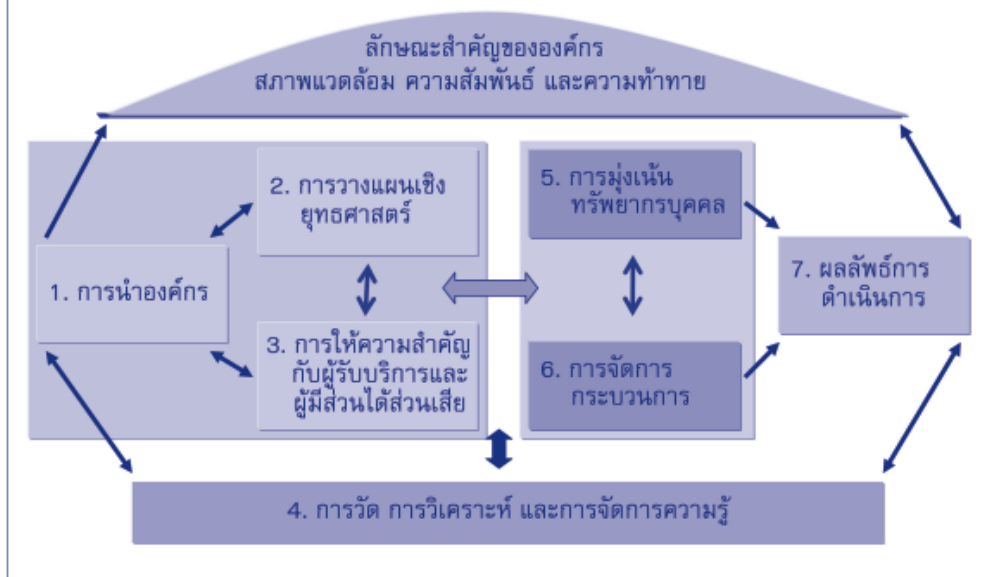 ลักษณะสำคัญขององค์กร
สภาพแวดล้อม ความสัมพันธ์ และความท้าทาย
2. การวางแผนเชิง
ยุทธศาสตร์
5. การมุ่งเน้น
ทรัพยากรบุคคล
1. การนำองค์กร
7. ผลลัพธ์การ
ดำเนินการ
3. การให้ความสำคัญ
กับผู้รับบริการและ
ผู้มีส่วนได้ส่วนเสีย
6. การจัดการ
กระบวนการ
4. การวัด การวิเคราะห์ และการจัดการความรู้